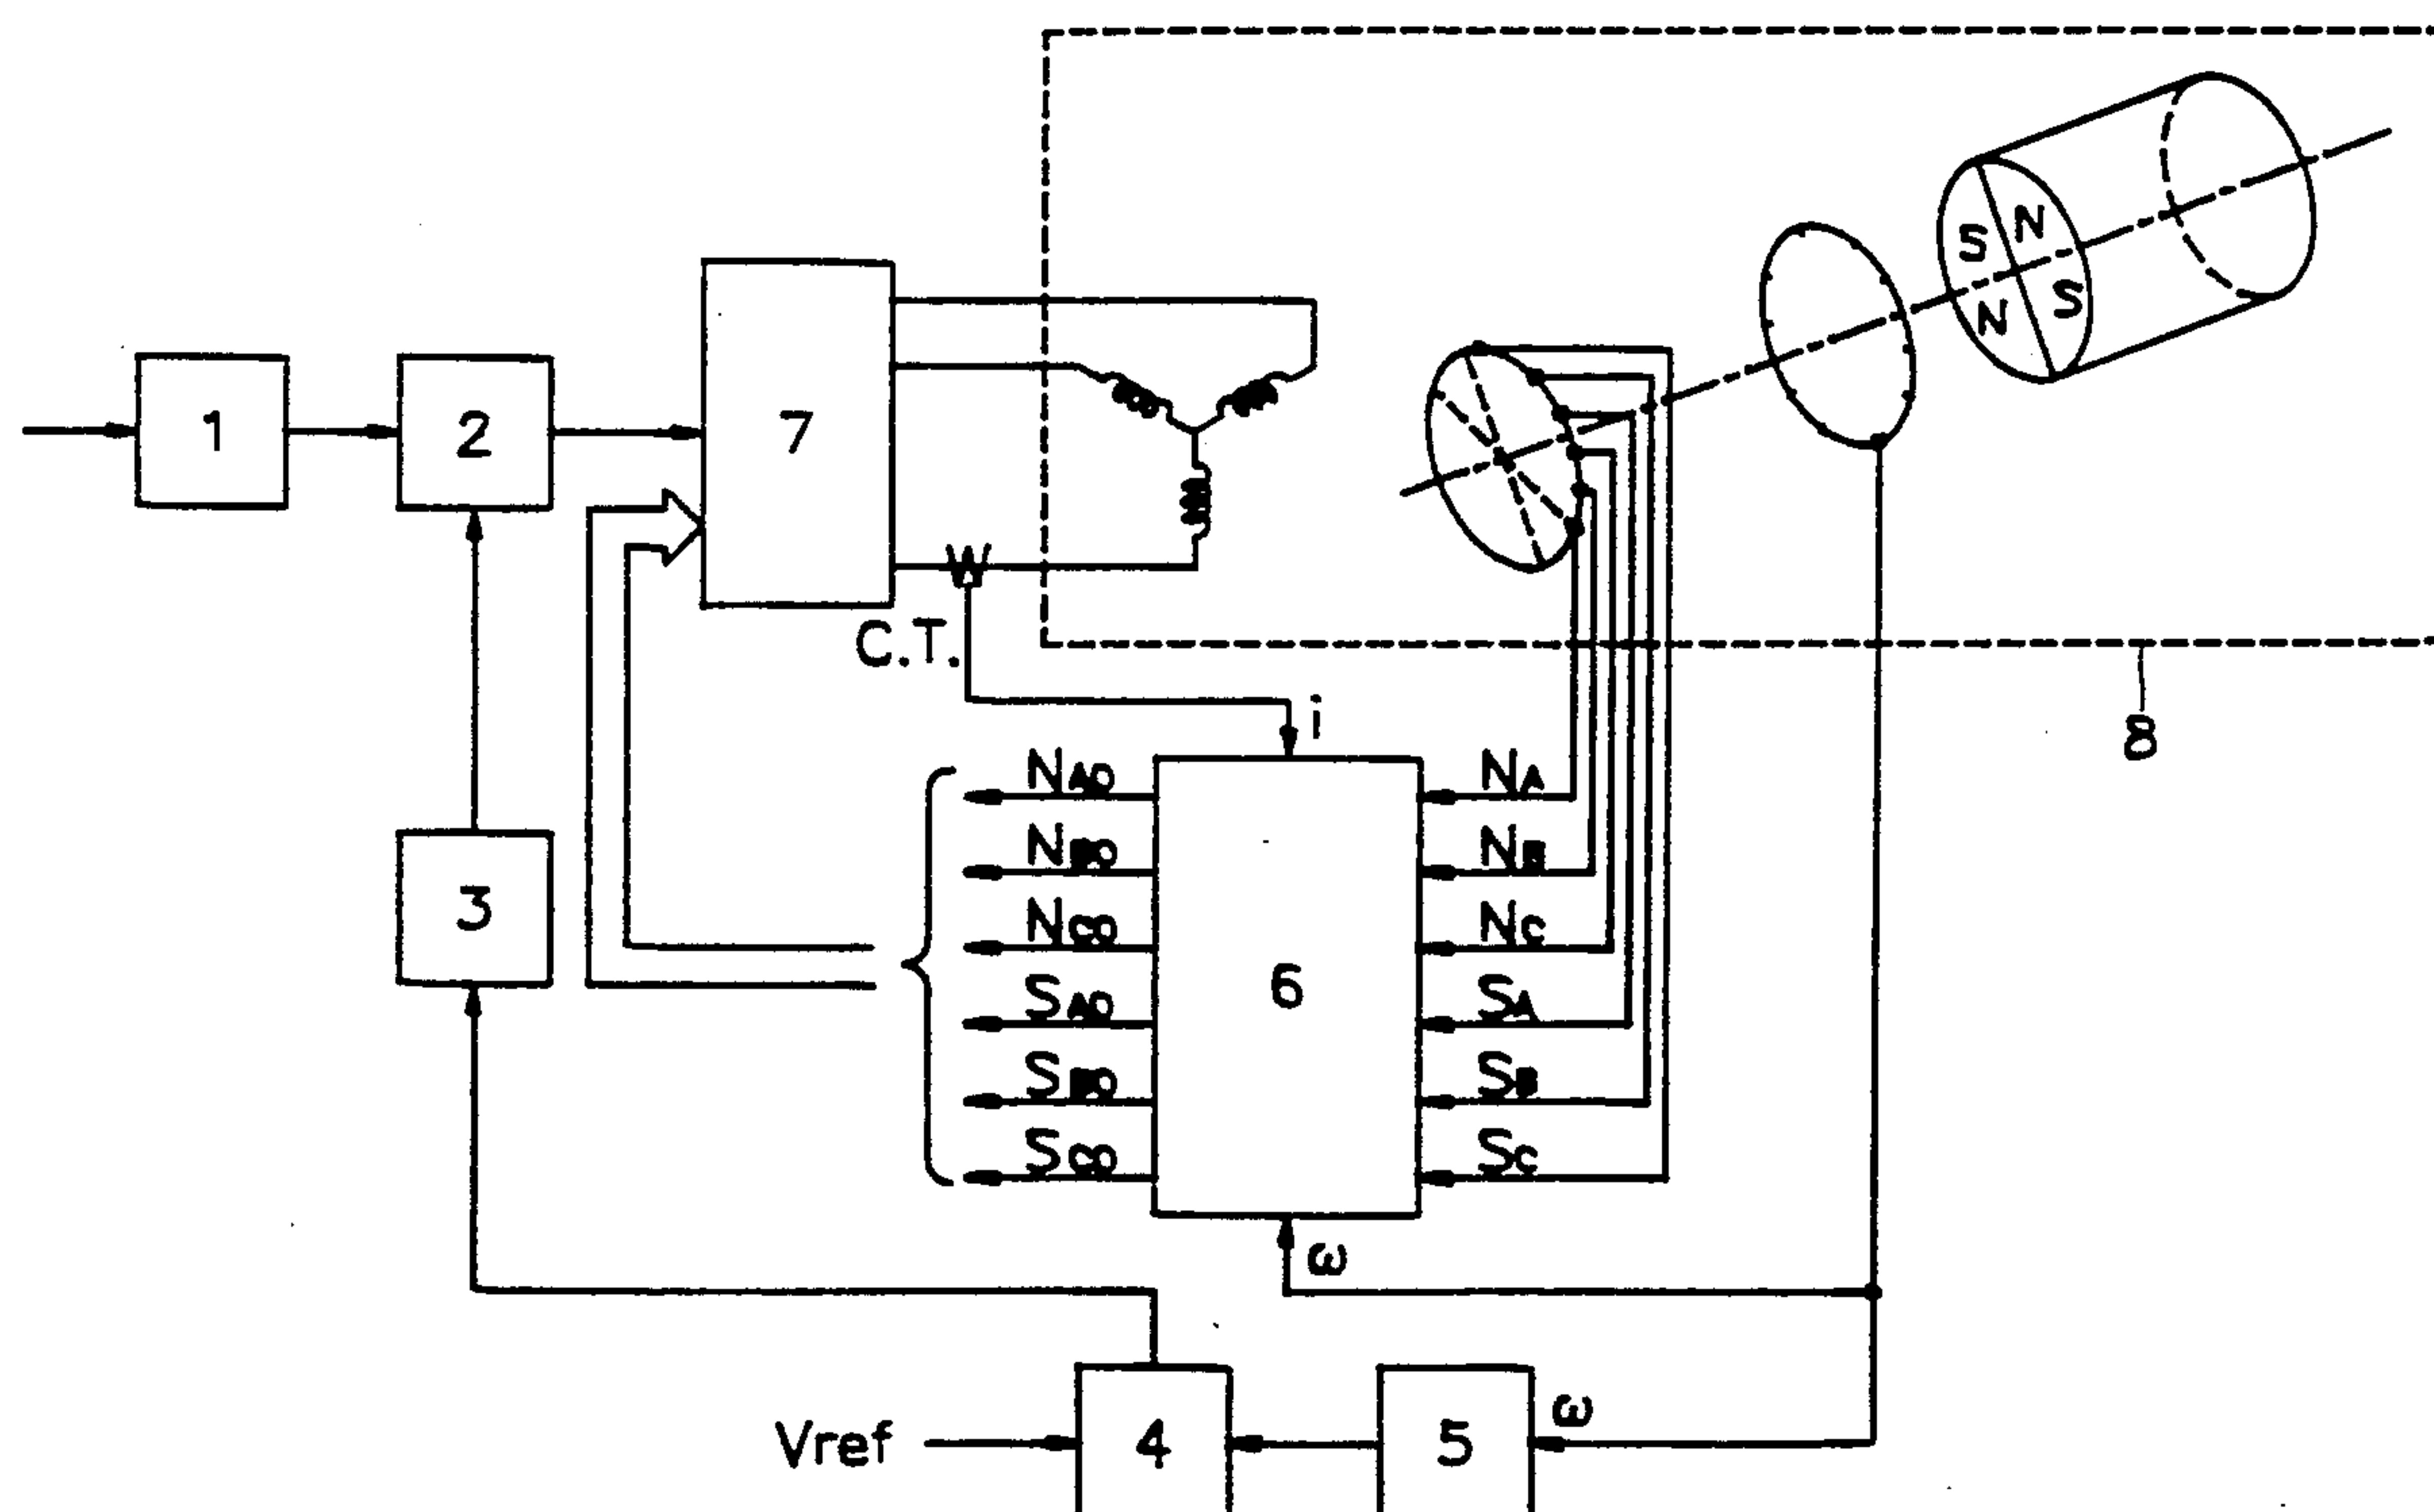 S N
N S
1
2
7
W
C.T.
i
8
NAO
NBO
NCO
SAO
SBO
SCO
3
6
NA
NB
NC
SA
SB
SC
ω
Vref
4
5
ω